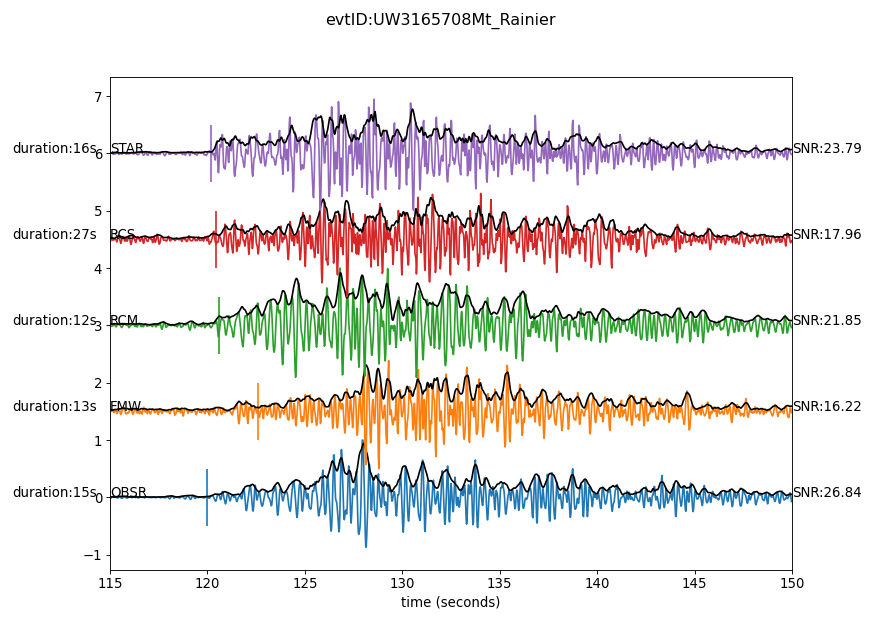 evtID:UW3165708Mt_Rainier
7
duration:16s STAR SNR:23.79
6
5
duration:27s RCS SNR:17.96
4
duration:12s RCM SNR:21.85
3
2
duration:13s FMW SNR:16.22
1
duration:15s OBSR SNR:26.84
0
−1
115 120 125 130 135 140 145 150
time (seconds)